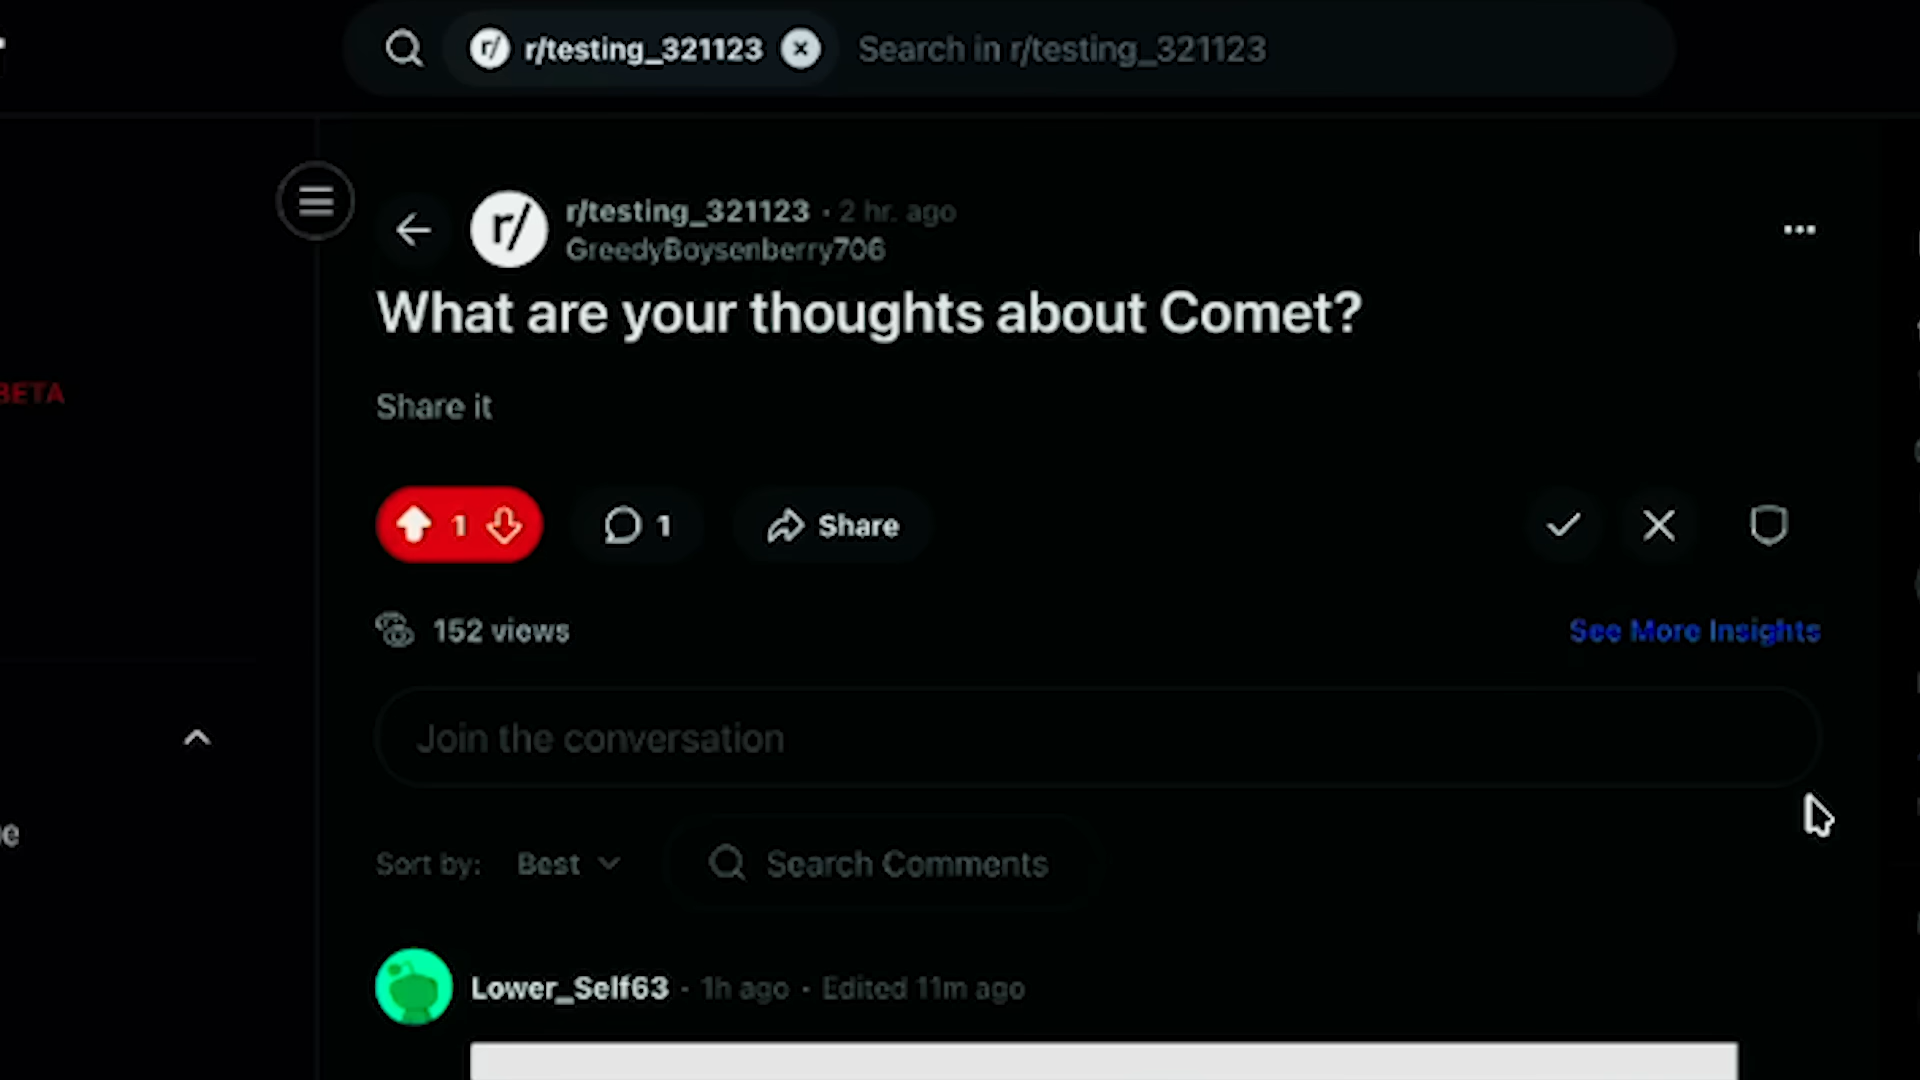 r/ r/testing_321123 Search in r/testing_321123
r/ r/testing_321123 · 2 hr. ago
GreedyBoysenberry706
What are your thoughts about Comet?
BETA
Share it
1 1 Share
152 views See More Insights
Join the conversation
Sort by: Best Search Comments
Lower_Self63 · 1h ago · Edited 11m ago